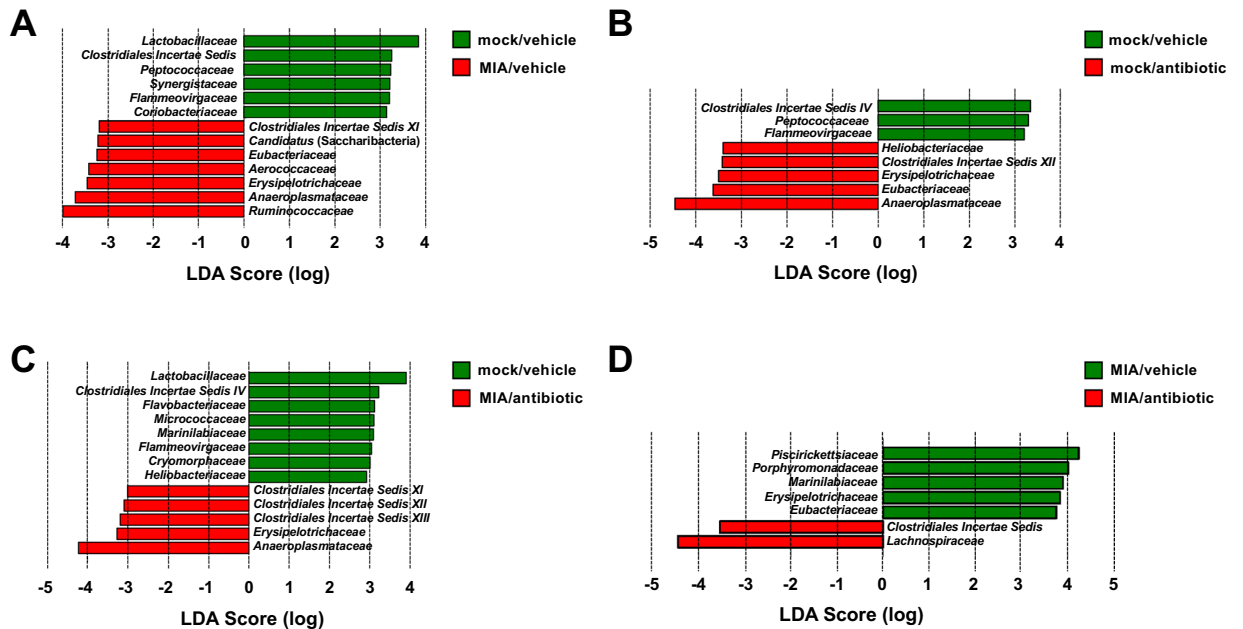 A
Lactobacillaceae
Clostridiales Incertae Sedis
Peptococcaceae
Synergistaceae
Flammeovirgaceae
Coriobacteriaceae
Clostridiales Incertae Sedis XI
Candidatus (Saccharibacteria)
Eubacteriaceae
Aerococcaceae
Erysipelotrichaceae
Anaeroplasmataceae
Ruminococcaceae
-4 -3 -2 -1 0 1 2 3 4
LDA Score (log)
mock/vehicle
MIA/vehicle
B
Clostridiales Incertae Sedis IV
Peptococcaceae
Flammeovirgaceae
Heliobacteriaceae
Clostridiales Incertae Sedis XII
Erysipelotrichaceae
Eubacteriaceae
Anaeroplasmataceae
-5 -4 -3 -2 -1 0 1 2 3 4
LDA Score (log)
mock/vehicle
mock/antibiotic
C
Lactobacillaceae
Clostridiales Incertae Sedis IV
Flavobacteriaceae
Micrococcaceae
Marinilabiaceae
Flammeovirgaceae
Cryomorphaceae
Heliobacteriaceae
Clostridiales Incertae Sedis XI
Clostridiales Incertae Sedis XII
Clostridiales Incertae Sedis XIII
Erysipelotrichaceae
Anaeroplasmataceae
-5 -4 -3 -2 -1 0 1 2 3 4
LDA Score (log)
mock/vehicle
MIA/antibiotic
D
Piscirickettsiaceae
Porphyromonadaceae
Marinilabiaceae
Erysipelotrichaceae
Eubacteriaceae
Clostridiales Incertae Sedis
Lachnospiraceae
-5 -4 -3 -2 -1 0 1 2 3 4 5
LDA Score (log)
MIA/vehicle
MIA/antibiotic